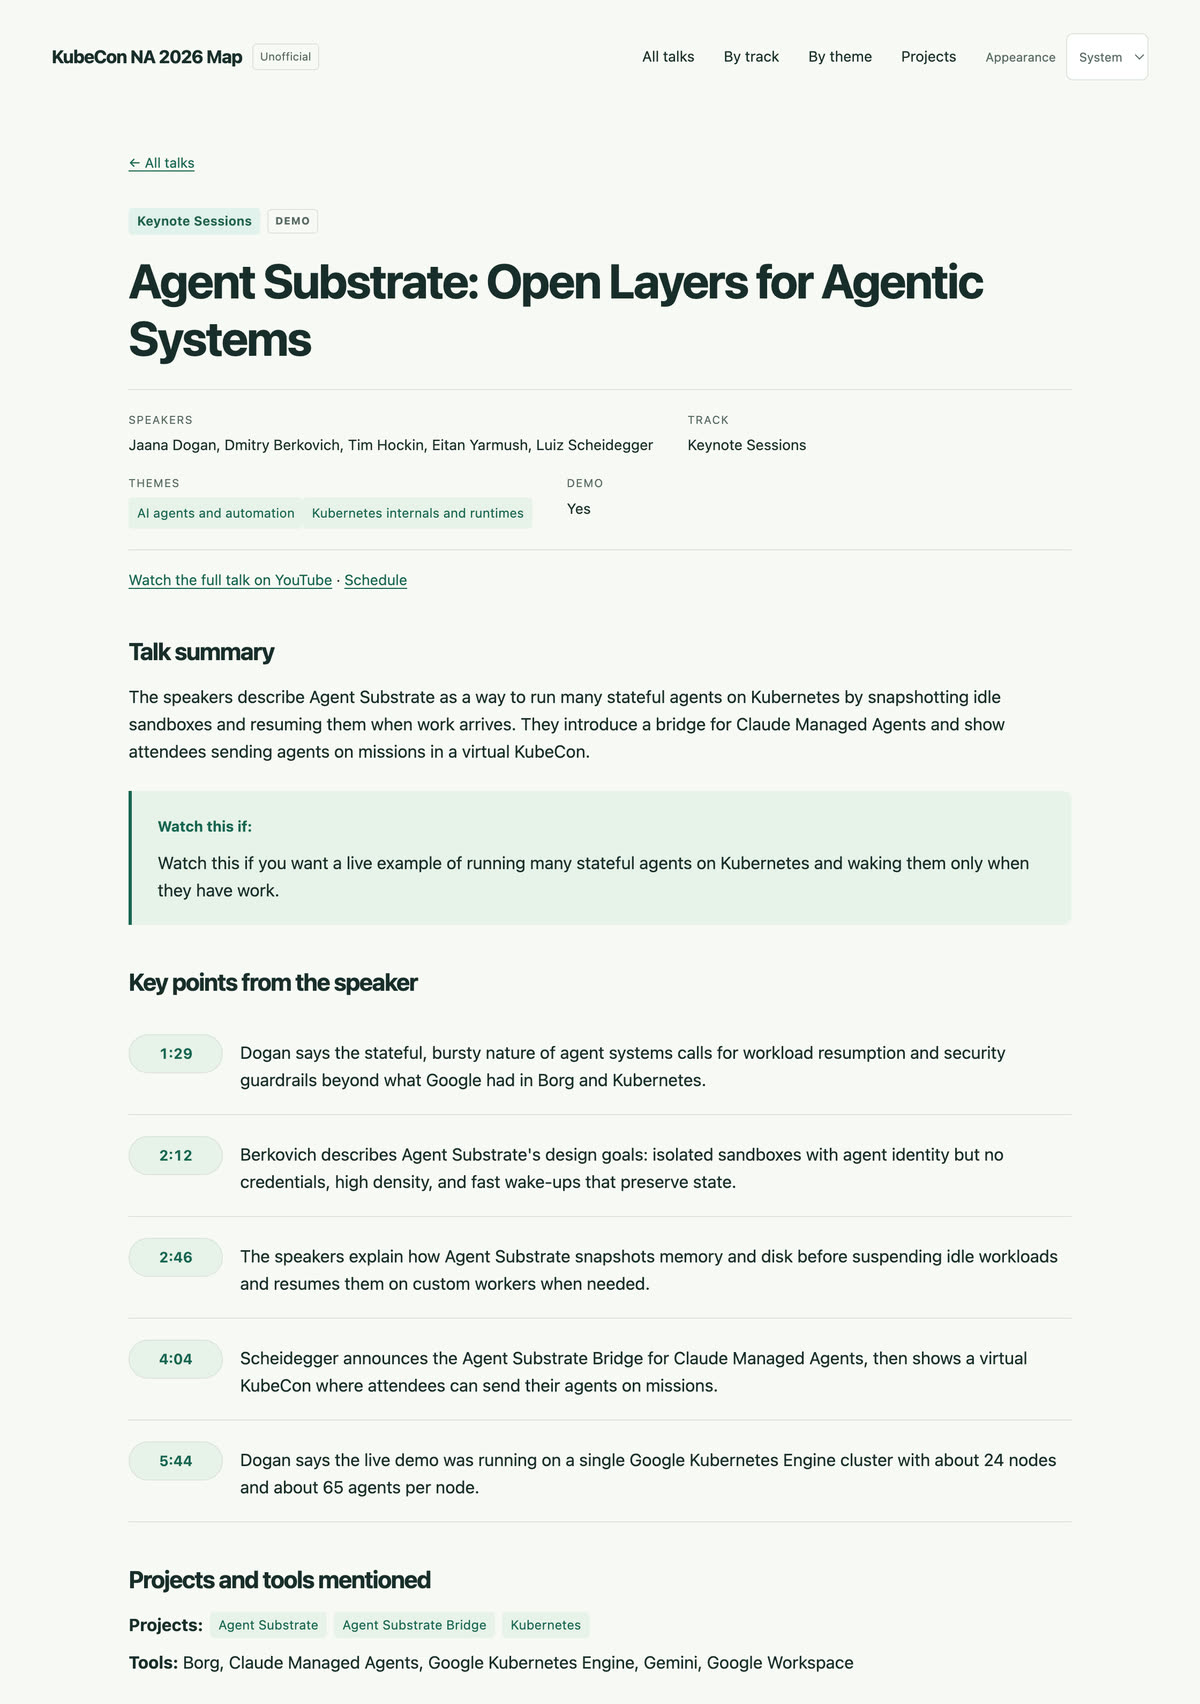 KubeCon NA 2026 Map Unofficial All talks By track By theme Projects Appearance System
← All talks
Keynote Sessions DEMO
Agent Substrate: Open Layers for Agentic
Systems
SPEAKERS TRACK
Jaana Dogan, Dmitry Berkovich, Tim Hockin, Eitan Yarmush, Luiz Scheidegger Keynote Sessions
THEMES DEMO
AI agents and automation Kubernetes internals and runtimes Yes
Watch the full talk on YouTube · Schedule
Talk summary
The speakers describe Agent Substrate as a way to run many stateful agents on Kubernetes by snapshotting idle
sandboxes and resuming them when work arrives. They introduce a bridge for Claude Managed Agents and show
attendees sending agents on missions in a virtual KubeCon.
Watch this if:
Watch this if you want a live example of running many stateful agents on Kubernetes and waking them only when
they have work.
Key points from the speaker
1:29 Dogan says the stateful, bursty nature of agent systems calls for workload resumption and security
guardrails beyond what Google had in Borg and Kubernetes.
2:12 Berkovich describes Agent Substrate's design goals: isolated sandboxes with agent identity but no
credentials, high density, and fast wake-ups that preserve state.
2:46 The speakers explain how Agent Substrate snapshots memory and disk before suspending idle workloads
and resumes them on custom workers when needed.
4:04 Scheidegger announces the Agent Substrate Bridge for Claude Managed Agents, then shows a virtual
KubeCon where attendees can send their agents on missions.
5:44 Dogan says the live demo was running on a single Google Kubernetes Engine cluster with about 24 nodes
and about 65 agents per node.
Projects and tools mentioned
Projects: Agent Substrate Agent Substrate Bridge Kubernetes
Tools: Borg, Claude Managed Agents, Google Kubernetes Engine, Gemini, Google Workspace